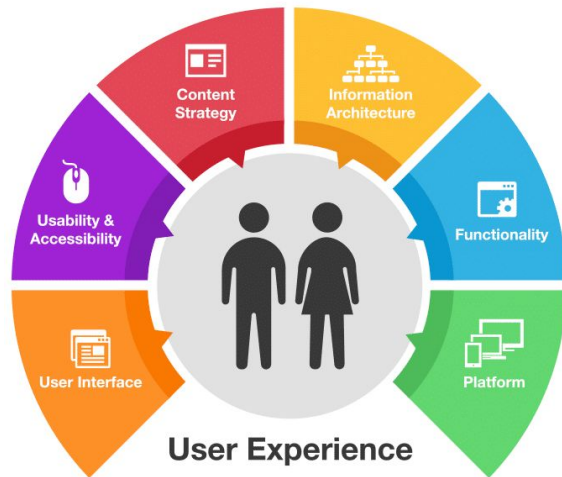 Content
Strategy
Information
Architecture
Usability &
Accessibility
Functionality
User Interface
Platform
User Experience